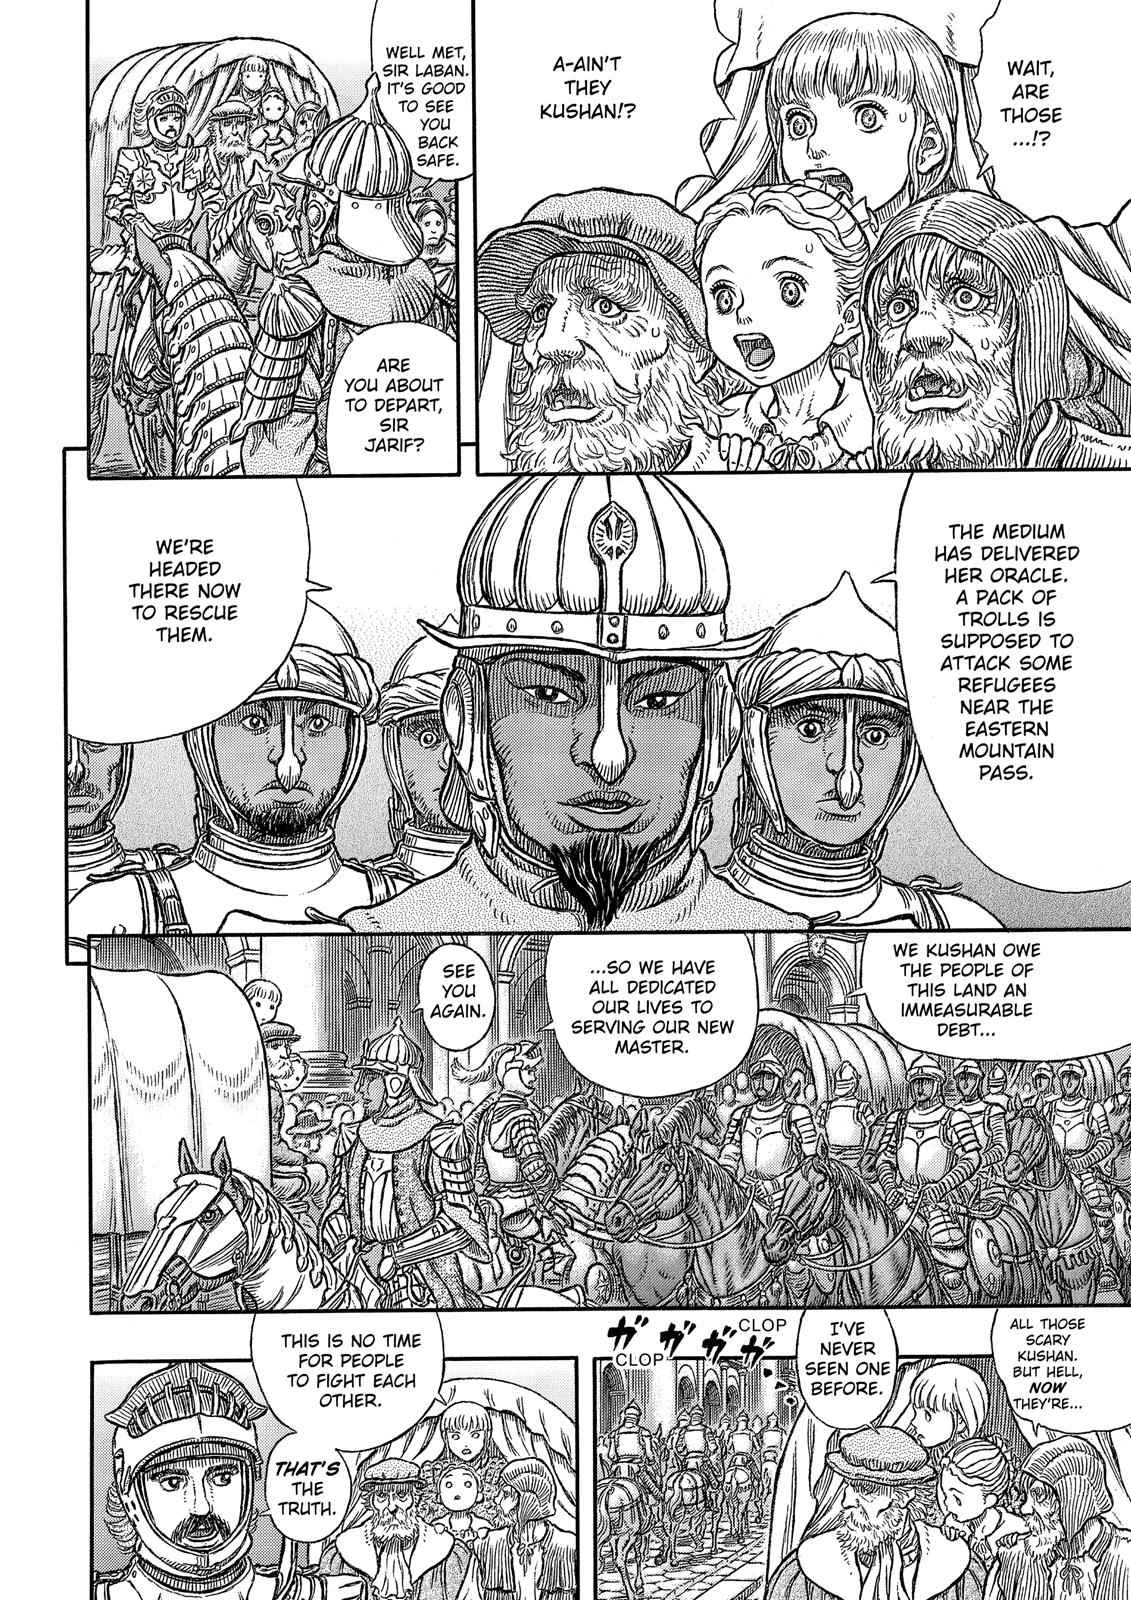 WAIT,
ARE
THOSE
...!?
A-AIN'T
THEY
KUSHAN!?
WELL MET,
SIR LABAN.
IT'S GOOD
TO SEE
YOU
BACK
SAFE.
ARE
YOU ABOUT
TO DEPART,
SIR
JARIF?
THE MEDIUM
HAS DELIVERED
HER ORACLE.
A PACK OF
TROLLS IS
SUPPOSED TO
ATTACK SOME
REFUGEES
NEAR THE
EASTERN
MOUNTAIN
PASS.
WE'RE
HEADED
THERE NOW
TO RESCUE
THEM.
WE KUSHAN OWE
THE PEOPLE OF
THIS LAND AN
IMMEASURABLE
DEBT...
...SO WE HAVE
ALL DEDICATED
OUR LIVES TO
SERVING OUR NEW
MASTER.
SEE
YOU
AGAIN.
ALL THOSE
SCARY
KUSHAN.
BUT HELL,
NOW
THEY'RE...
I'VE
NEVER
SEEN ONE
BEFORE.
CLOP
ガガガガッ
CLOP
THIS IS NO TIME
FOR PEOPLE
TO FIGHT EACH
OTHER.
THAT'S
THE
TRUTH.